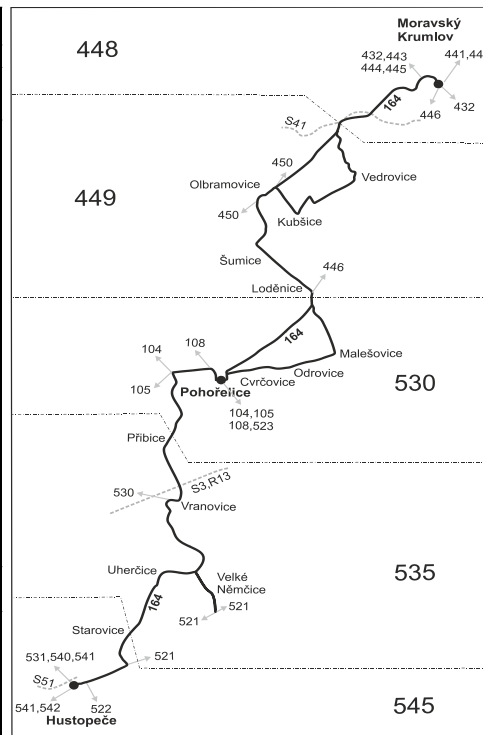 Moravský
Krumlov
448
432,443
444,445
441,44
164
446
432
S41
450
Vedrovice
Olbramovice
449
450
Kubšice
Šumice
446
Loděnice
164
104
108
Malešovice
Odrovice
530
105
Cvrčovice
Pohořelice
104,105
108,523
Přibice
S3,R13
530
Vranovice
Uherčice
Velké
Němčice
535
164
521
521
Starovice
531,540,541
521
S51
541,542
522
Hustopeče
545